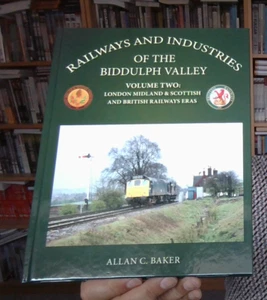 RAILWAYS AND INDUSTRIES
OF THE
BIDDULPH VALLEY
VOLUME TWO:
LONDON MIDLAND & SCOTTISH
AND BRITISH RAILWAYS ERAS
ALLAN C. BAKER